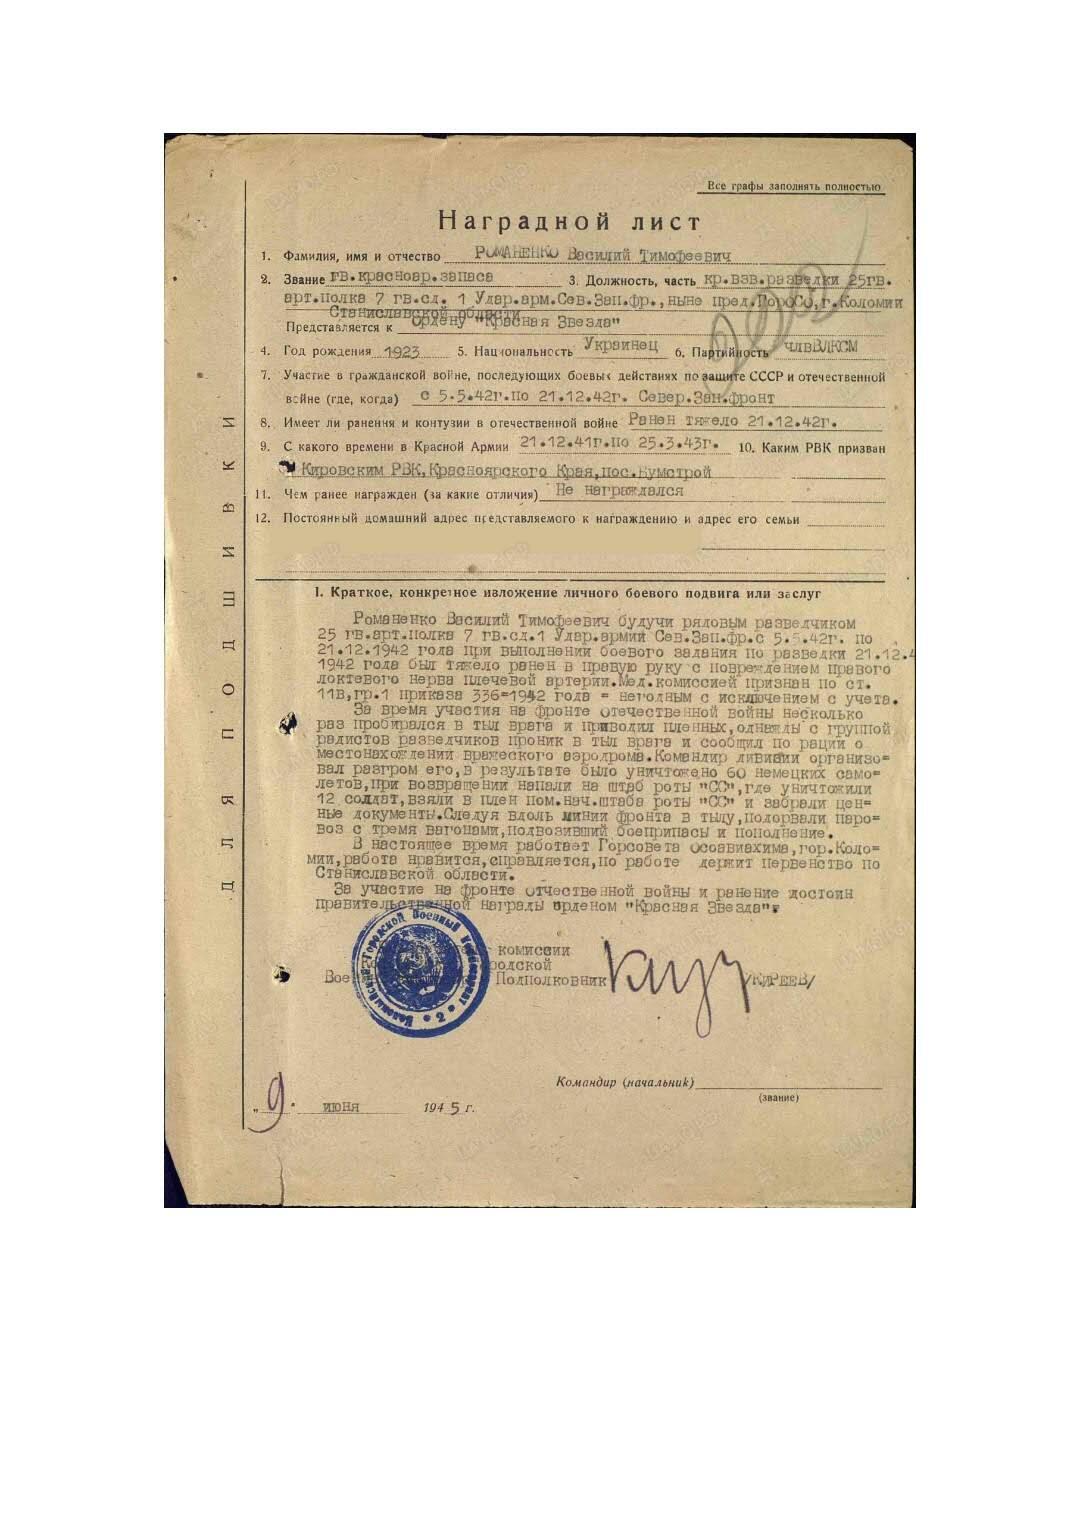 Все графы заполнять полностью
Наградной лист
1. Фамилия, имя и отчество РОМАНЕНКО Василий Тимофеевич
2. Звание гв.красноар.запаса 3. Должность, часть кр.взв.разведки 25гв.
арт.полка 7 гв.сд. 1 Удар.арм.Сев.Зап.фр.,ныне пред.ГорСо,г.Коломии
Станиславской области
Представляется к ордену "Красная Звезда"
4. Год рождения 1923 5. Национальность Украинец 6. Партийность члВЛКСМ
7. Участие в гражданской войне, последующих боевых действиях по защите СССР и отечественной
войне (где, когда) с 5.5.42г.по 21.12.42г. Север.Зап.фронт
8. Имеет ли ранения и контузии в отечественной войне Ранен тяжело 21.12.42г.
9. С какого времени в Красной Армии 21.12.41г.по 25.3.43г. 10. Каким РВК призван
Кировским РВК,Красноярского Края,пос.Бумстрой
11. Чем ранее награжден (за какие отличия) Не награждался
12. Постоянный домашний адрес представляемого к награждению и адрес его семьи
I. Краткое, конкретное изложение личного боевого подвига или заслуг
Романенко Василий Тимофеевич будучи рядовым разведчиком
25 гв.арт.полка 7 гв.сд.1 Удар.армий Сев.Зап.фр.с 5.5.42г. по
21.12.1942 года при выполнении боевого задания по разведки 21.12.4
1942 года был тяжело ранен в правую руку с повреждением правого
локтевого нерва плечевой артерии.Мед.комиссией признан по ст.
11В,гр.1 приказа 336=1942 года = негодным с исключением с учета.
За время участия на фронте отечественной войны несколько
раз пробирался в тыл врага и приводил пленных,однажды с группой
радистов разведчиков проник в тыл врага и сообщил по рации о
местонахождении вражеского аэродрома.Командир дивизии организо=
вал разгром его,в результате было уничтожено 60 немецких само=
летов,при возвращении напали на штаб роты "СС",где уничтожили
12 солдат,взяли в плен пом.нач.штаба роты "СС" и забрали цен=
ные документы.Следуя вдоль линии фронта в тылу,подорвали паро=
воз с тремя вагонами,подвозивший боеприпасы и пополнение.
В настоящее время работает Горсовета Осоавиахима,гор.Коло=
мии,работа нравится,справляется,по работе держит первенство по
Станиславской области.
За участие на фронте отчественной войны и ранение достоин
Правительственной Награды орденом "Красная Звезда".
комиссии
родской
Вое Подполковник /КИРЕЕВ/
Коломыйский Городской Военный Комиссариат 2
Командир (начальник)
(звание)
„9" июня 1945 г.
ДЛЯ ПОДШИВКИ